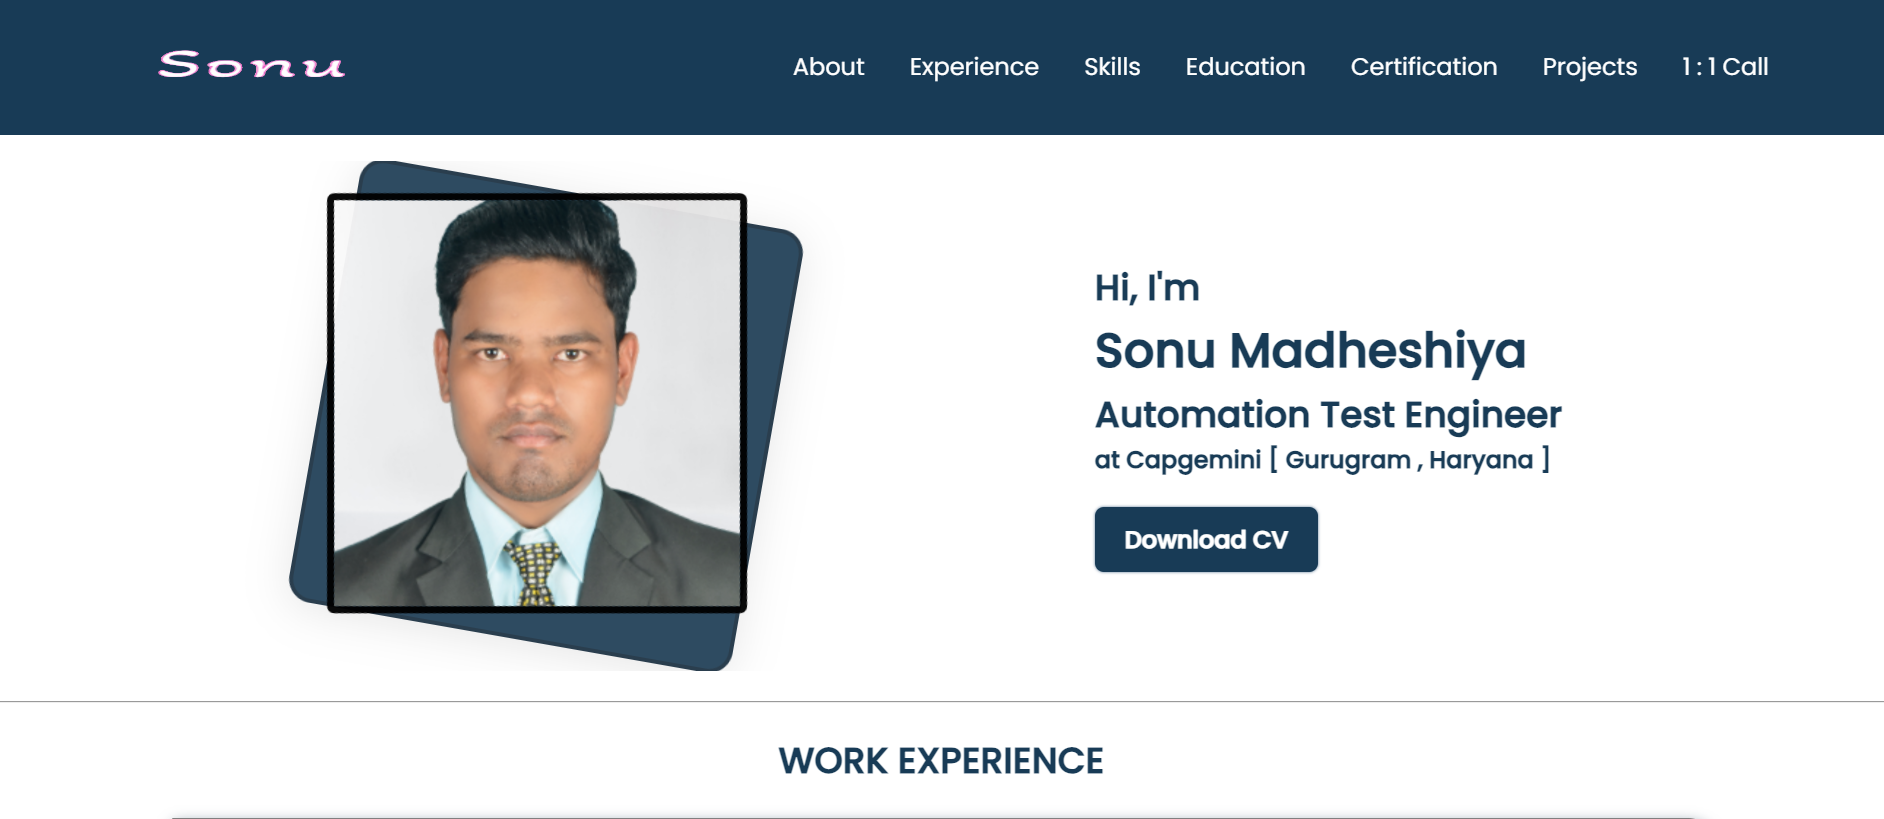 Sonu
About Experience Skills Education Certification Projects 1 : 1 Call
Hi, I'm
Sonu Madheshiya
Automation Test Engineer
at Capgemini [ Gurugram , Haryana ]
Download CV
WORK EXPERIENCE